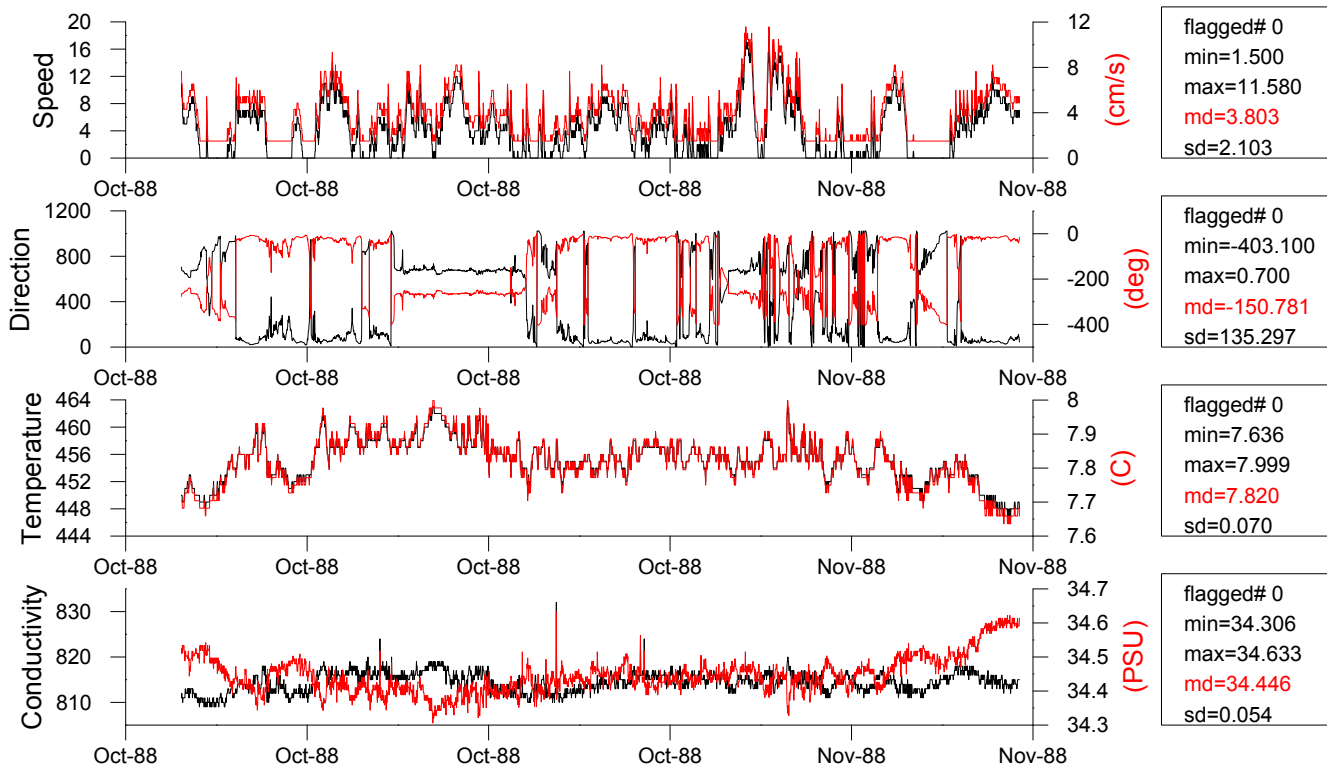 20
16
12
8
4
0
Speed
12
8
4
0
(cm/s)
Oct-88 Oct-88 Oct-88 Oct-88 Nov-88 Nov-88
flagged# 0
min=1.500
max=11.580
md=3.803
sd=2.103
1200
800
400
0
Direction
0
-200
-400
(deg)
Oct-88 Oct-88 Oct-88 Oct-88 Nov-88 Nov-88
flagged# 0
min=-403.100
max=0.700
md=-150.781
sd=135.297
464
460
456
452
448
444
Temperature
8
7.9
7.8
7.7
7.6
(C)
Oct-88 Oct-88 Oct-88 Oct-88 Nov-88 Nov-88
flagged# 0
min=7.636
max=7.999
md=7.820
sd=0.070
830
820
810
Conductivity
34.7
34.6
34.5
34.4
34.3
(PSU)
Oct-88 Oct-88 Oct-88 Oct-88 Nov-88 Nov-88
flagged# 0
min=34.306
max=34.633
md=34.446
sd=0.054